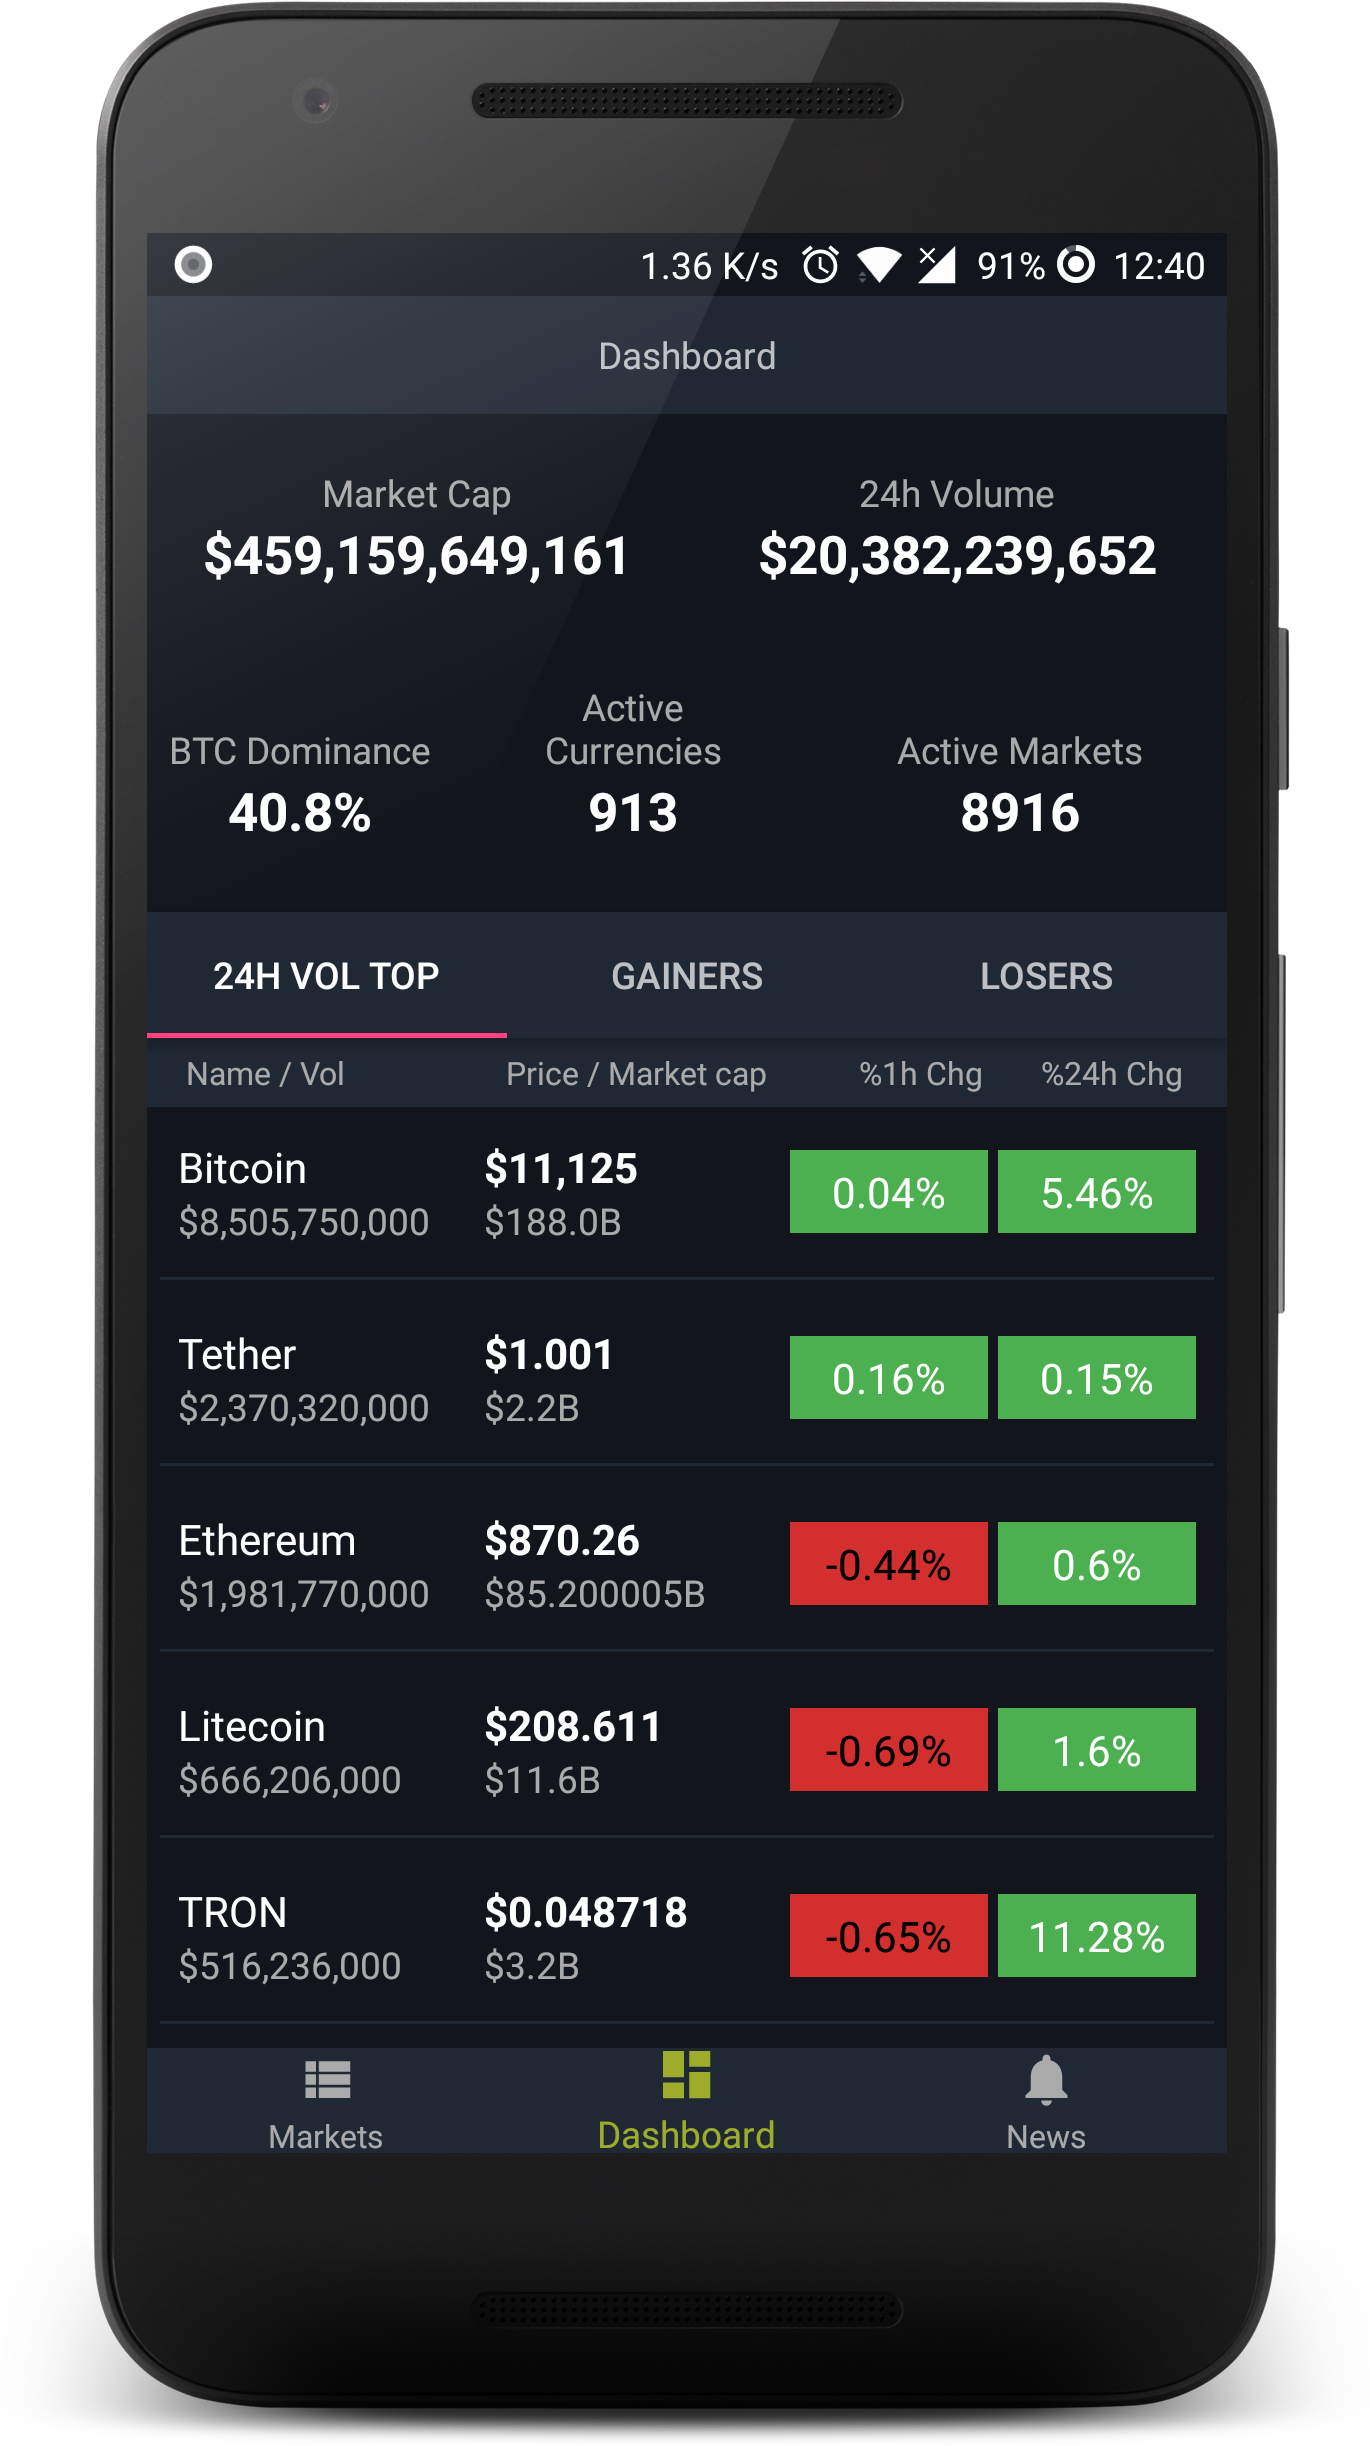 1.36 K/s 91% 12:40
Dashboard
Market Cap 24h Volume
$459,159,649,161 $20,382,239,652
Active
BTC Dominance Currencies Active Markets
40.8% 913 8916
24H VOL TOP GAINERS LOSERS
Name / Vol Price / Market cap %1h Chg %24h Chg
Bitcoin $11,125 0.04% 5.46%
$8,505,750,000 $188.0B
Tether $1.001 0.16% 0.15%
$2,370,320,000 $2.2B
Ethereum $870.26 -0.44% 0.6%
$1,981,770,000 $85.200005B
Litecoin $208.611 -0.69% 1.6%
$666,206,000 $11.6B
TRON $0.048718 -0.65% 11.28%
$516,236,000 $3.2B
Markets Dashboard News